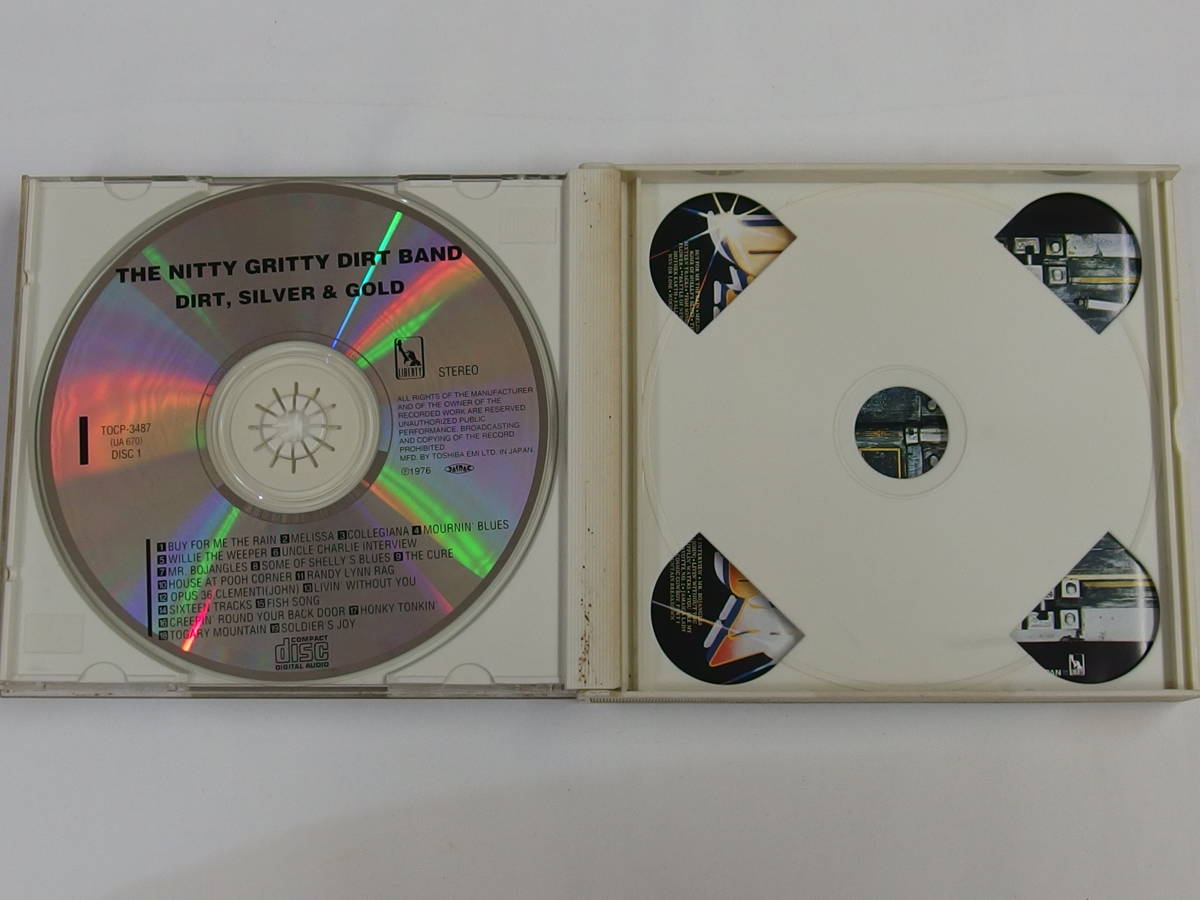 THE NITTY GRITTY DIRT BAND
DIRT, SILVER & GOLD
LIBERTY
STEREO
TOCP-3487
(UA 670)
DISC 1
ALL RIGHTS OF THE MANUFACTURER
AND OF THE OWNER OF THE
RECORDED WORK ARE RESERVED
UNAUTHORIZED PUBLIC
PERFORMANCE, BROADCASTING
AND COPYING OF THE RECORD
PROHIBITED.
MFD. BY TOSHIBA EMI LTD. IN JAPAN
Ⓟ1976
1 BUY FOR ME THE RAIN 2 MELISSA 3 COLLEGIANA 4 MOURNIN' BLUES
5 WILLIE THE WEEPER 6 UNCLE CHARLIE INTERVIEW
7 MR. BOJANGLES 8 SOME OF SHELLY'S BLUES 9 THE CURE
10 HOUSE AT POOH CORNER 11 RANDY LYNN RAG
12 OPUS 36 CLEMENTI(JOHN) 13 LIVIN' WITHOUT YOU
14 SIXTEEN TRACKS 15 FISH SONG
16 CREEPIN' ROUND YOUR BACK DOOR 17 HONKY TONKIN'
18 TOGARY MOUNTAIN 19 SOLDIER'S JOY
COMPACT
disc
DIGITAL AUDIO